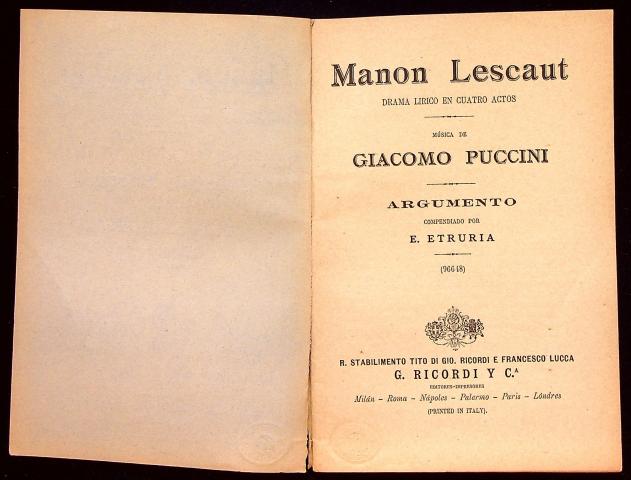 Manon Lescaut
DRAMA LIRICO EN CUATRO ACTOS
MÚSICA DE
GIACOMO PUCCINI
ARGUMENTO
COMPENDIADO POR
E. ETRURIA
(96648)
R. STABILIMENTO TITO DI GIO. RICORDI E FRANCESCO LUCCA
G. RICORDI Y C.ᴬ
EDITORES-IMPRESORES
Milán - Roma - Nápoles - Palermo - Paris - Lóndres
(PRINTED IN ITALY).